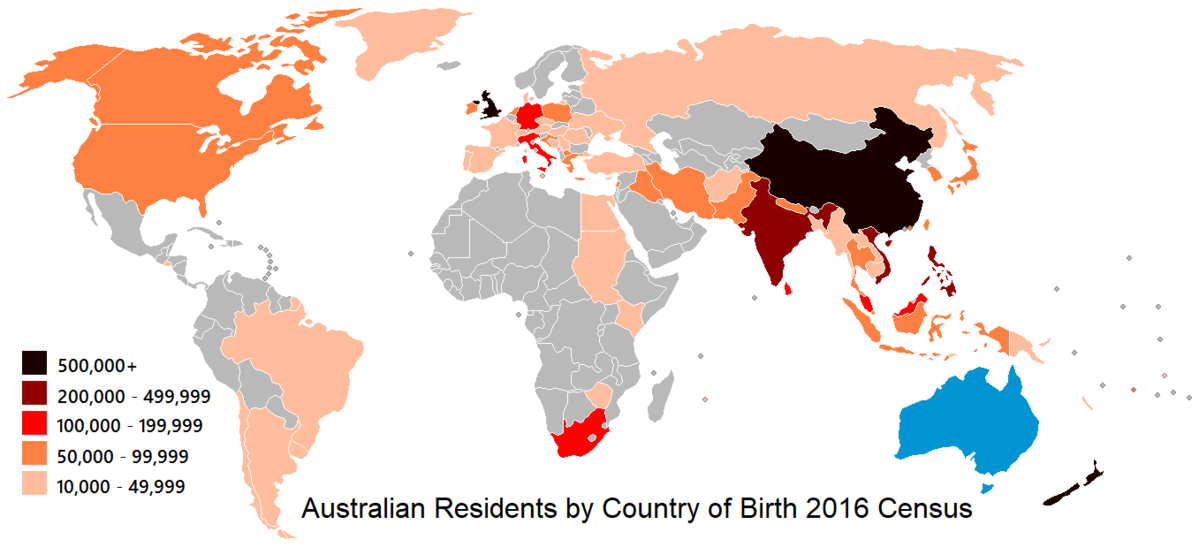 500,000+
200,000 - 499,999
100,000 - 199,999
50,000 - 99,999
10,000 - 49,999
Australian Residents by Country of Birth 2016 Census